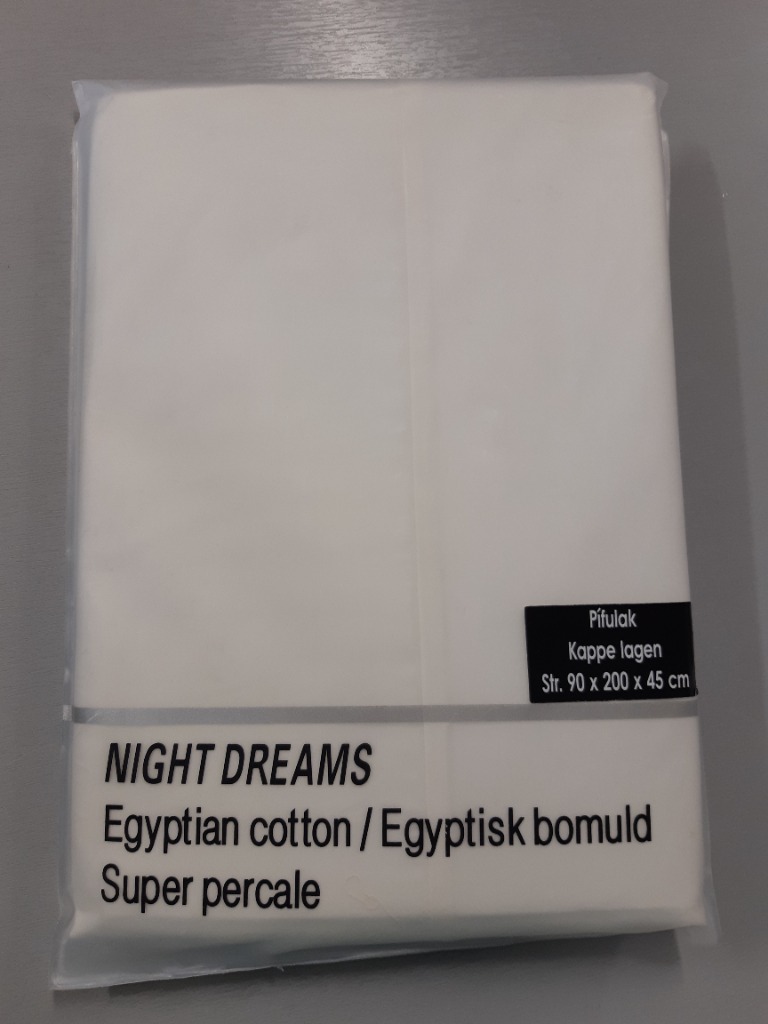 Pífulak
Kappe lagen
Str. 90 x 200 x 45 cm
NIGHT DREAMS
Egyptian cotton / Egyptisk bomuld
Super percale